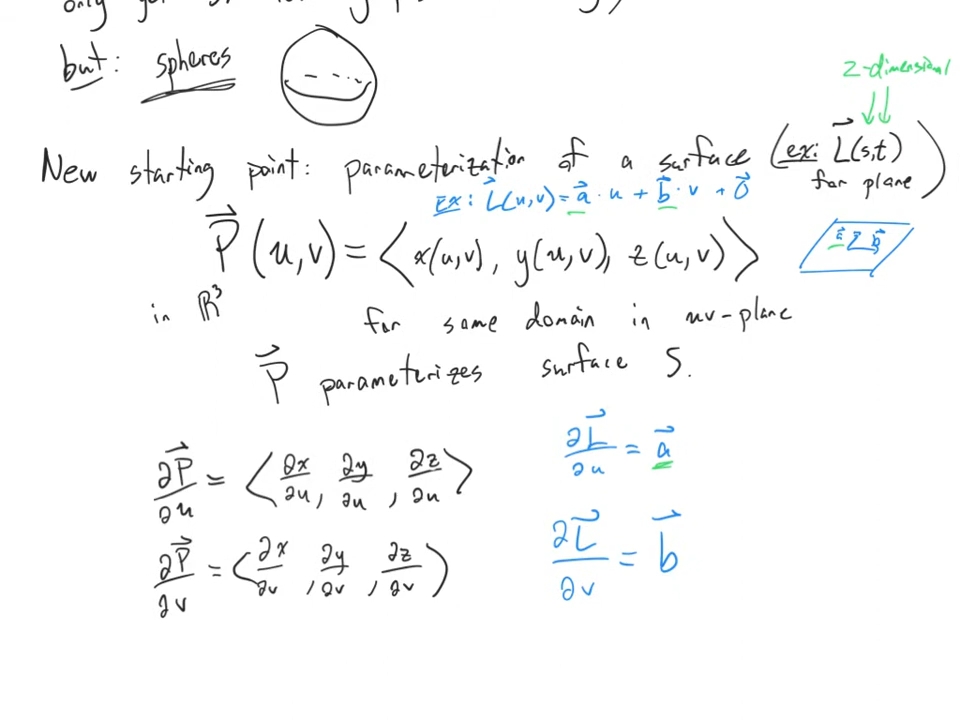 but: spheres
2-dimensional
New starting point: parameterization of a surface (ex: L⃗(s,t) for plane)
Ex: L⃗(u,v) = a⃗ · u + b⃗ · v + 0⃗
P⃗(u,v) = ⟨x(u,v), y(u,v), z(u,v)⟩
a⃗ b⃗
in ℝ³ for some domain in uv-plane
P⃗ parameterizes surface S.
∂P⃗/∂u = ⟨∂x/∂u, ∂y/∂u, ∂z/∂u⟩
∂L⃗/∂u = a⃗
∂P⃗/∂v = ⟨∂x/∂v, ∂y/∂v, ∂z/∂v⟩
∂L⃗/∂v = b⃗